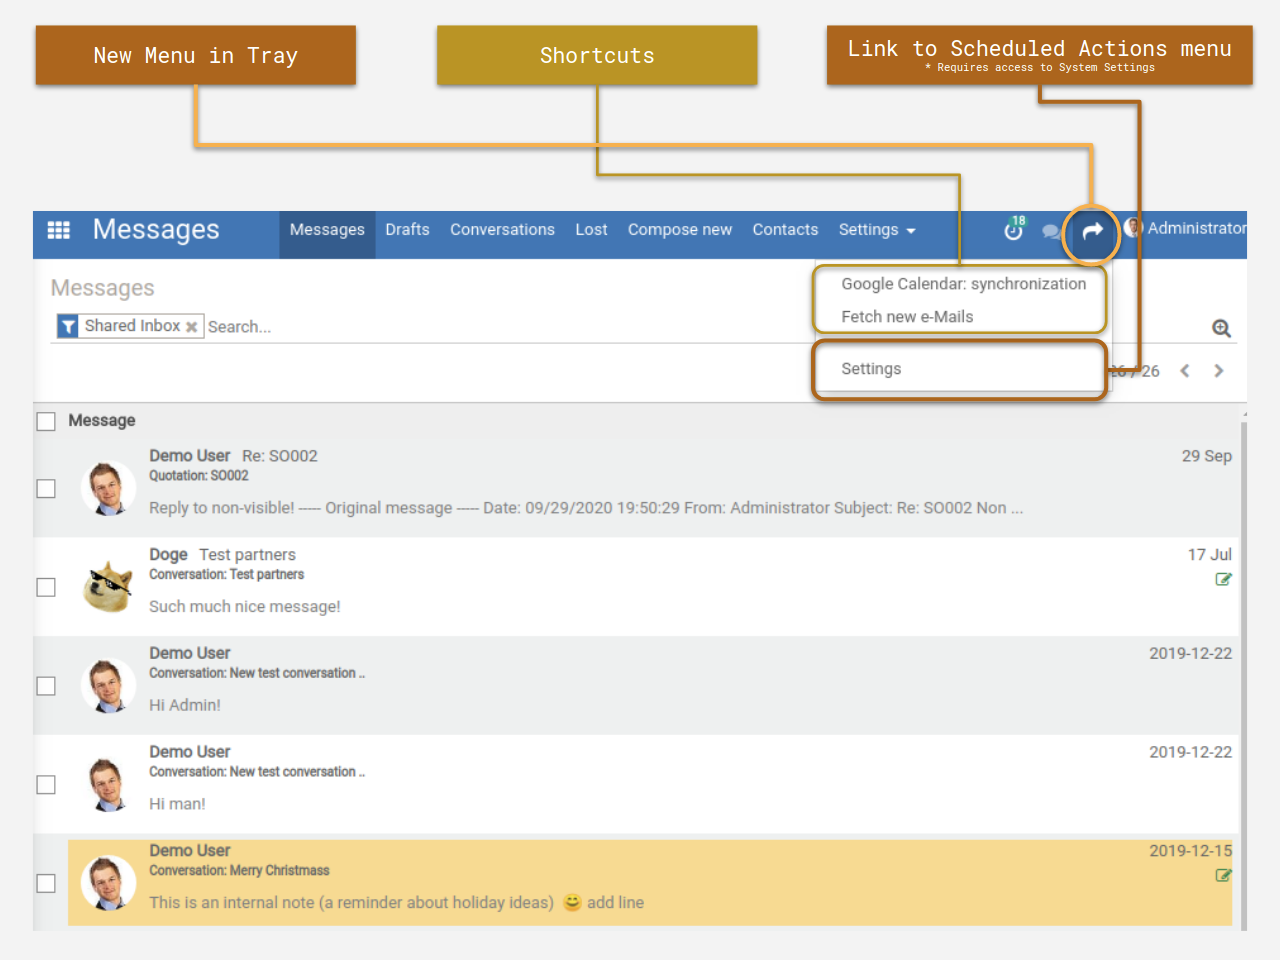 New Menu in Tray
Shortcuts
Link to Scheduled Actions menu
* Requires access to System Settings
Messages Messages Drafts Conversations Lost Compose new Contacts Settings 18 Administrator
Messages
Google Calendar: synchronization
Shared Inbox Search...
Fetch new e-Mails
Settings
/ 26
Message
Demo User Re: SO002 29 Sep
Quotation: SO002
Reply to non-visible! ----- Original message ----- Date: 09/29/2020 19:50:29 From: Administrator Subject: Re: SO002 Non ...
Doge Test partners 17 Jul
Conversation: Test partners
Such much nice message!
Demo User 2019-12-22
Conversation: New test conversation ..
Hi Admin!
Demo User 2019-12-22
Conversation: New test conversation ..
Hi man!
Demo User 2019-12-15
Conversation: Merry Christmass
This is an internal note (a reminder about holiday ideas) 😄 add line